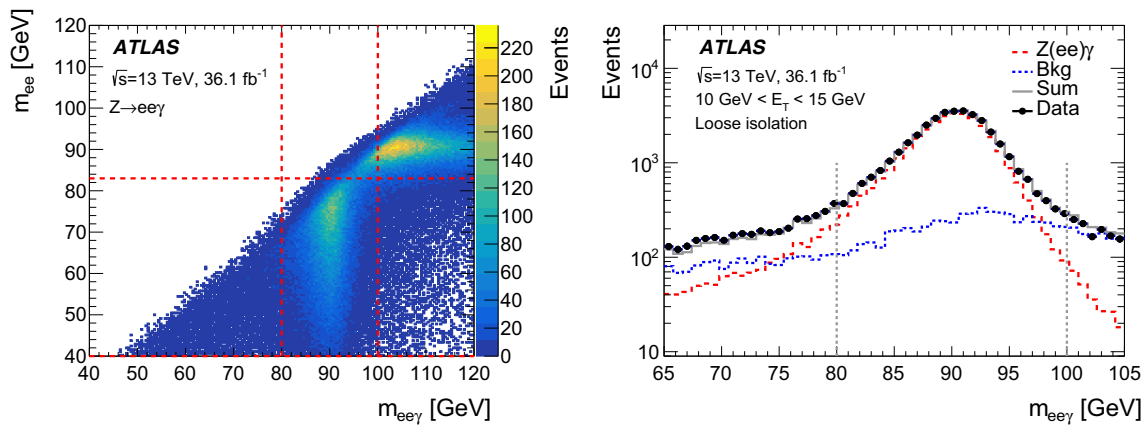 m_ee [GeV]
120
110
100
90
80
70
60
50
40
ATLAS
√s=13 TeV, 36.1 fb⁻¹
Z→eeγ
40 50 60 70 80 90 100 110 120
m_eeγ [GeV]
Events
220
200
180
160
140
120
100
80
60
40
20
0
Events
10³
10²
10
ATLAS
√s=13 TeV, 36.1 fb⁻¹
10 GeV < E_T < 15 GeV
Loose isolation
Z(ee)γ
Bkg
Sum
Data
65 70 75 80 85 90 95 100 105
m_eeγ [GeV]